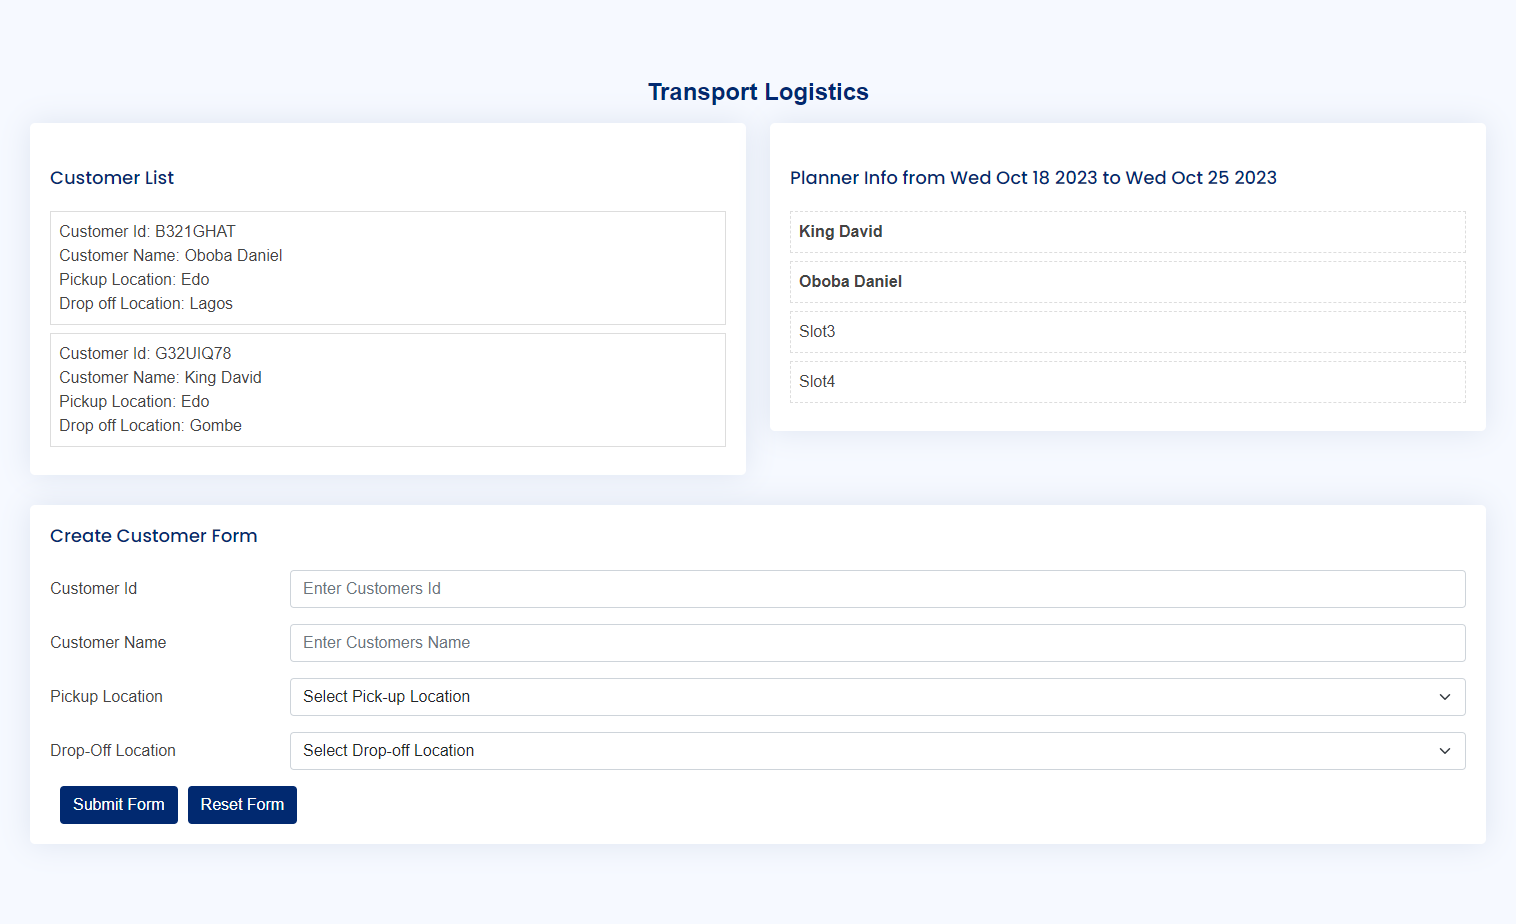 Transport Logistics
Customer List
Customer Id: B321GHAT
Customer Name: Oboba Daniel
Pickup Location: Edo
Drop off Location: Lagos
Customer Id: G32UIQ78
Customer Name: King David
Pickup Location: Edo
Drop off Location: Gombe
Planner Info from Wed Oct 18 2023 to Wed Oct 25 2023
King David
Oboba Daniel
Slot3
Slot4
Create Customer Form
Customer Id
Enter Customers Id
Customer Name
Enter Customers Name
Pickup Location
Select Pick-up Location
Drop-Off Location
Select Drop-off Location
Submit Form
Reset Form